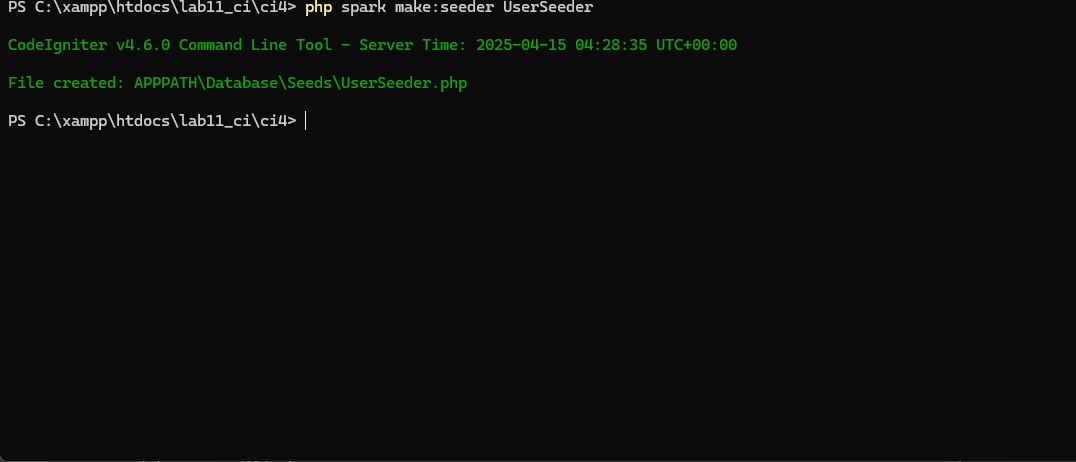 PS C:\xampp\htdocs\lab11_ci\ci4> php spark make:seeder UserSeeder
CodeIgniter v4.6.0 Command Line Tool - Server Time: 2025-04-15 04:28:35 UTC+00:00
File created: APPPATH\Database\Seeds\UserSeeder.php
PS C:\xampp\htdocs\lab11_ci\ci4>